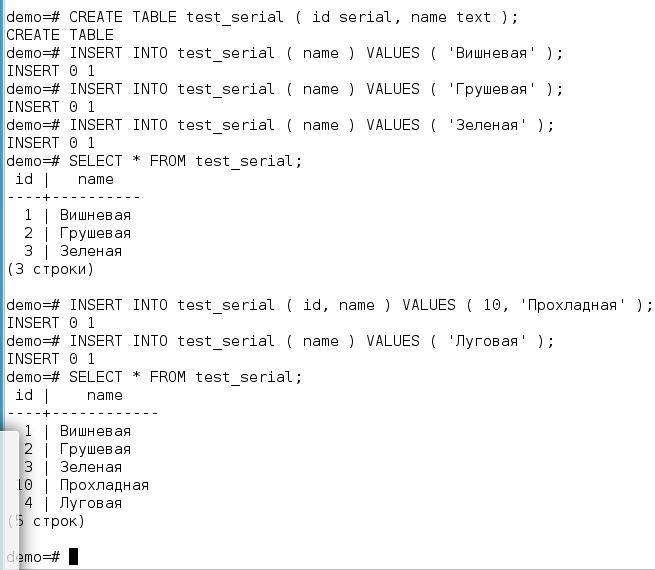 demo=# CREATE TABLE test_serial ( id serial, name text );
CREATE TABLE
demo=# INSERT INTO test_serial ( name ) VALUES ( 'Вишневая' );
INSERT 0 1
demo=# INSERT INTO test_serial ( name ) VALUES ( 'Грушевая' );
INSERT 0 1
demo=# INSERT INTO test_serial ( name ) VALUES ( 'Зеленая' );
INSERT 0 1
demo=# SELECT * FROM test_serial;
 id |   name
----+----------
  1 | Вишневая
  2 | Грушевая
  3 | Зеленая
(3 строки)

demo=# INSERT INTO test_serial ( id, name ) VALUES ( 10, 'Прохладная' );
INSERT 0 1
demo=# INSERT INTO test_serial ( name ) VALUES ( 'Луговая' );
INSERT 0 1
demo=# SELECT * FROM test_serial;
 id |    name
----+------------
  1 | Вишневая
  2 | Грушевая
  3 | Зеленая
 10 | Прохладная
  4 | Луговая
(5 строк)

demo=#